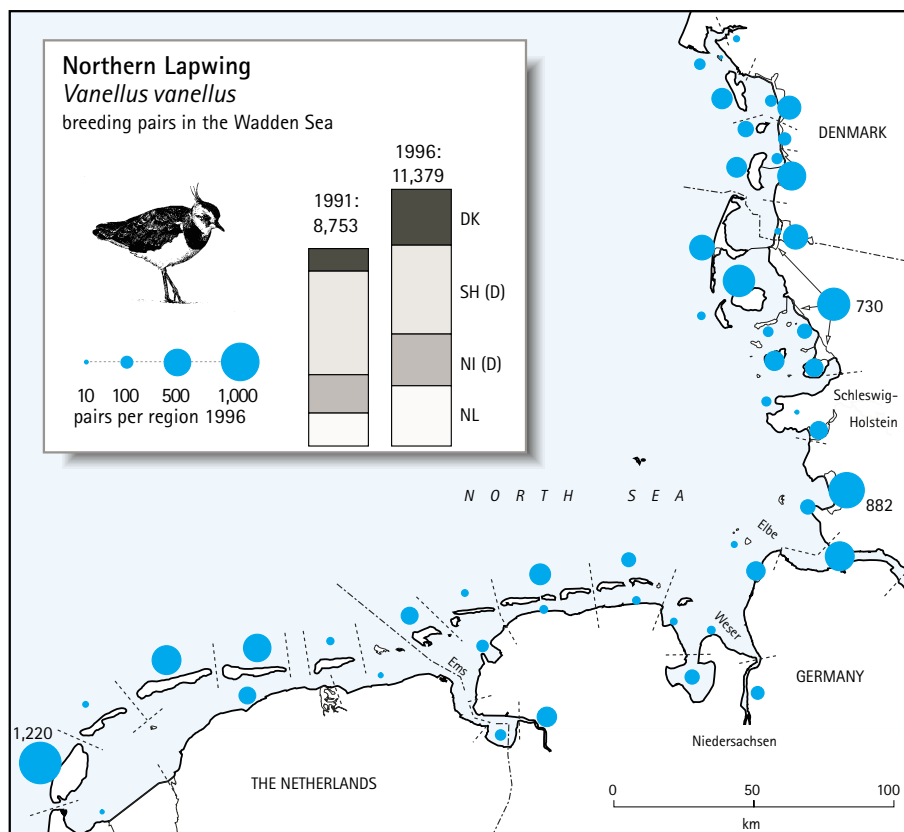 Northern Lapwing
Vanellus vanellus
breeding pairs in the Wadden Sea
1991:
8,753
1996:
11,379
DK
SH (D)
NI (D)
NL
10 100 500 1,000
pairs per region 1996
DENMARK
730
Schleswig-
Holstein
882
NORTH SEA
Elbe
Weser
Ems
GERMANY
Niedersachsen
1,220
THE NETHERLANDS
0 50 100
km